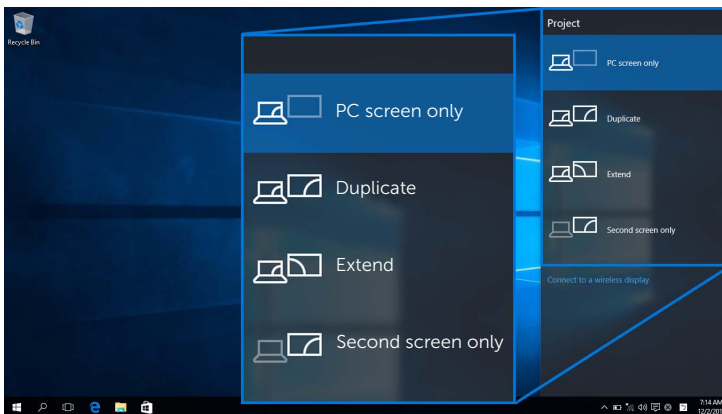 Recycle Bin
PC screen only
Duplicate
Extend
Second screen only
Project
PC screen only
Duplicate
Extend
Second screen only
Connect to a wireless display
7:14 AM